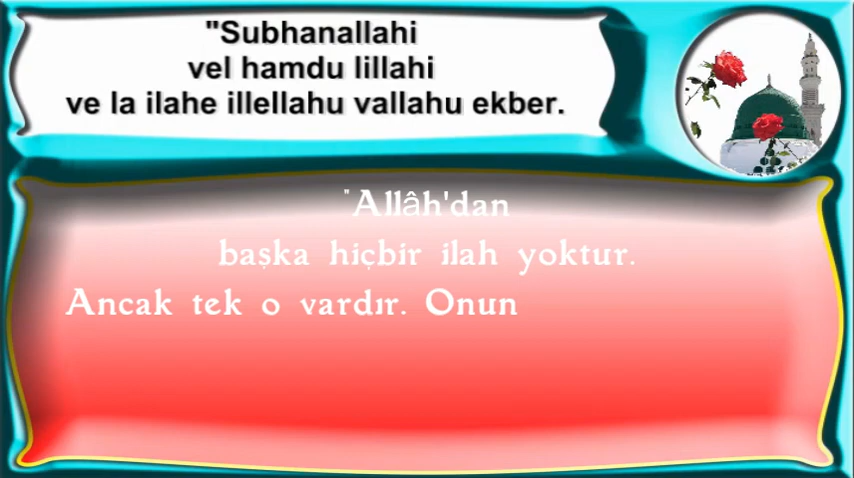 "Subhanallahi
vel hamdu lillahi
ve la ilahe illellahu vallahu ekber.
"Allâh'dan
başka hiçbir ilah yoktur.
Ancak tek o vardır. Onun